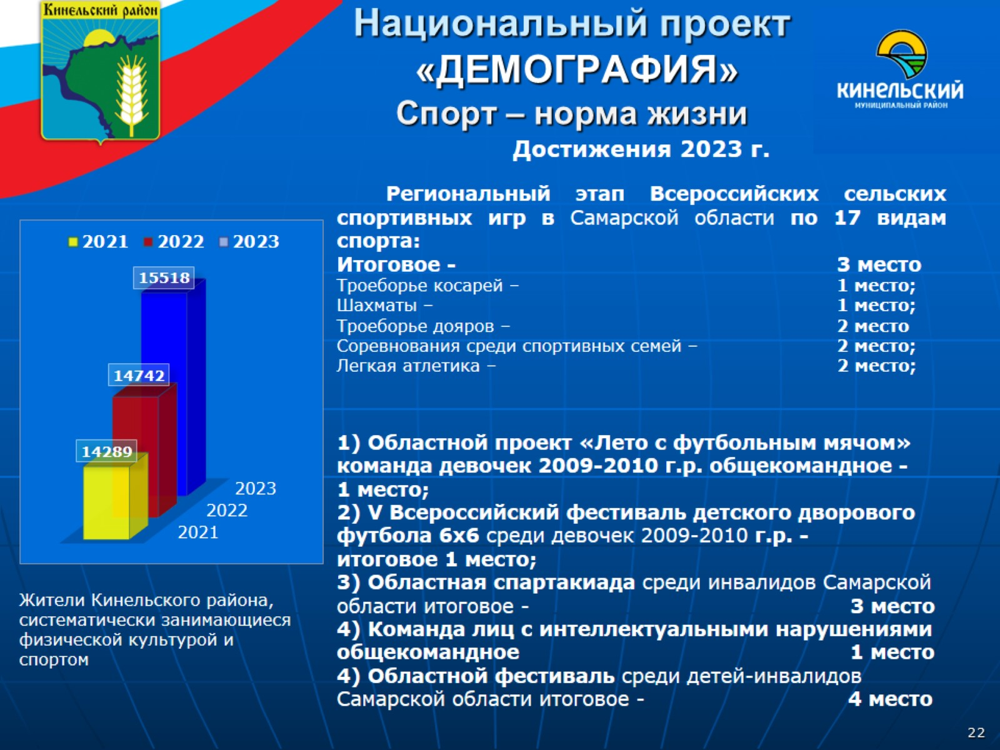 Кинельский район
Национальный проект
«ДЕМОГРАФИЯ»
Спорт – норма жизни
Достижения 2023 г.
КИНЕЛЬСКИЙ
МУНИЦИПАЛЬНЫЙ РАЙОН
2021 2022 2023
15518
14742
14289
2023
2022
2021
Жители Кинельского района,
систематически занимающиеся
физической культурой и
спортом
Региональный этап Всероссийских сельских
спортивных игр в Самарской области по 17 видам
спорта:
Итоговое - 3 место
Троеборье косарей – 1 место;
Шахматы – 1 место;
Троеборье дояров – 2 место
Соревнования среди спортивных семей – 2 место;
Легкая атлетика – 2 место;
1) Областной проект «Лето с футбольным мячом»
команда девочек 2009-2010 г.р. общекомандное -
1 место;
2) V Всероссийский фестиваль детского дворового
футбола 6х6 среди девочек 2009-2010 г.р. -
итоговое 1 место;
3) Областная спартакиада среди инвалидов Самарской
области итоговое - 3 место
4) Команда лиц с интеллектуальными нарушениями
общекомандное 1 место
4) Областной фестиваль среди детей-инвалидов
Самарской области итоговое - 4 место
22